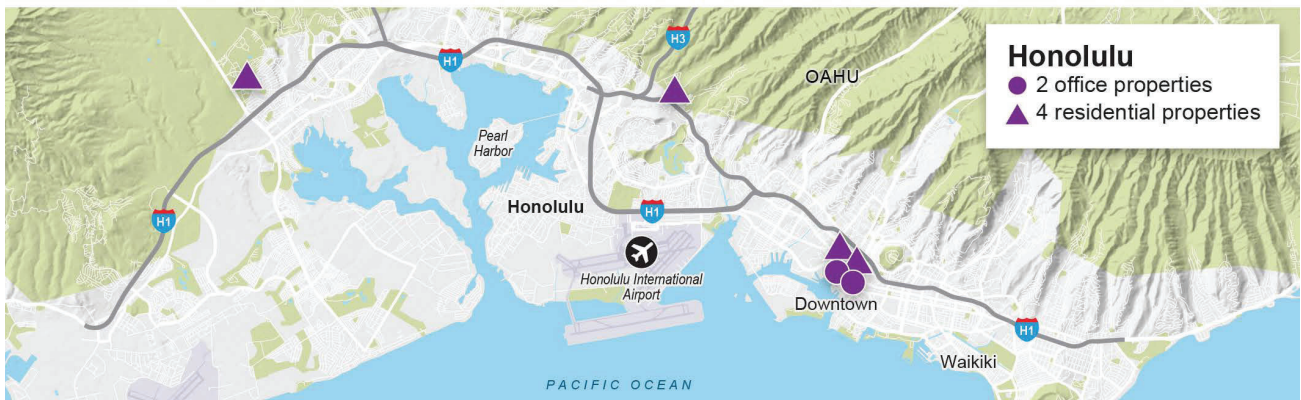 Honolulu
2 office properties
4 residential properties
H3
H1
OAHU
Pearl
Harbor
Honolulu
H1
H1
Honolulu International
Airport
Downtown
H1
Waikiki
PACIFIC OCEAN